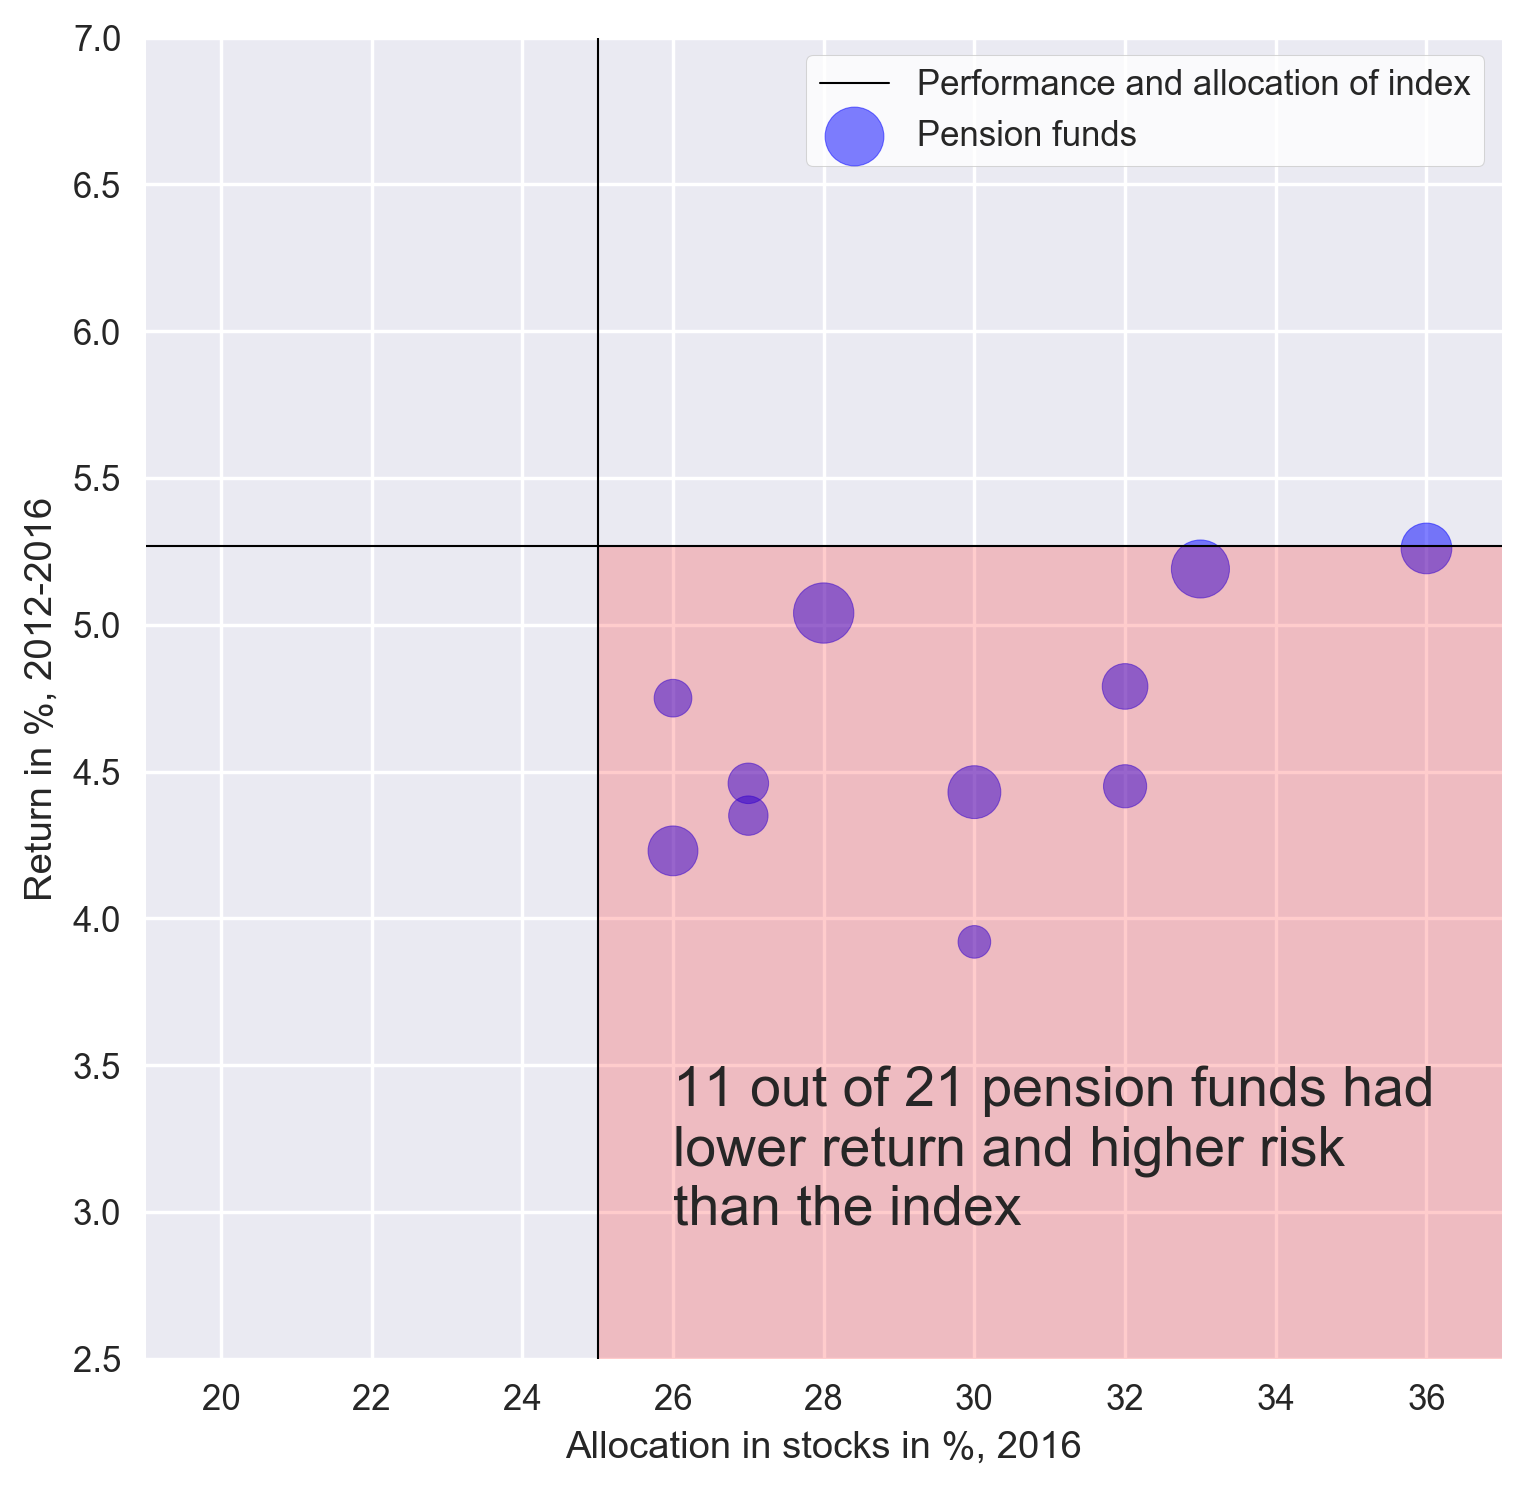 7.0
6.5
6.0
5.5
5.0
4.5
4.0
3.5
3.0
2.5
Return in %, 2012-2016
Performance and allocation of index
Pension funds
11 out of 21 pension funds had
lower return and higher risk
than the index
20 22 24 26 28 30 32 34 36
Allocation in stocks in %, 2016